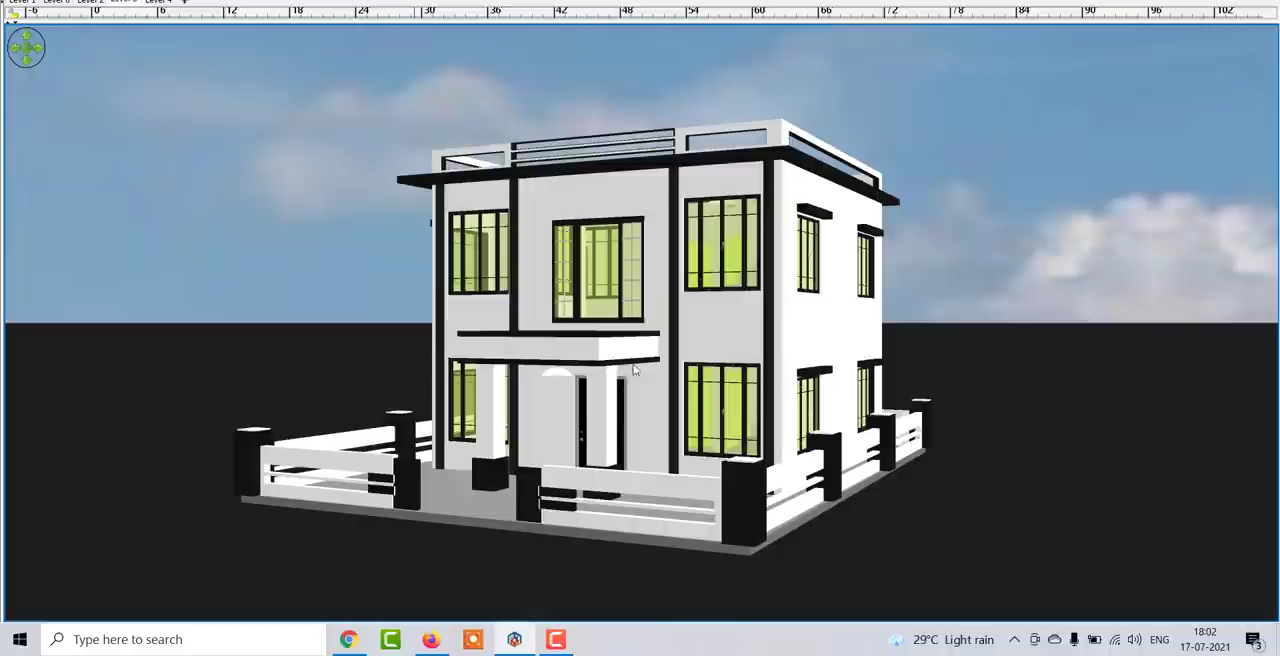 Level 1 Level 0 Level 2 Level 3 Level 4
-6 0 6 12 18 24 30 36 42 48 54 60 66 72 78 84 90 96 102
Type here to search
29°C Light rain
ENG
18:02
17-07-2021
3